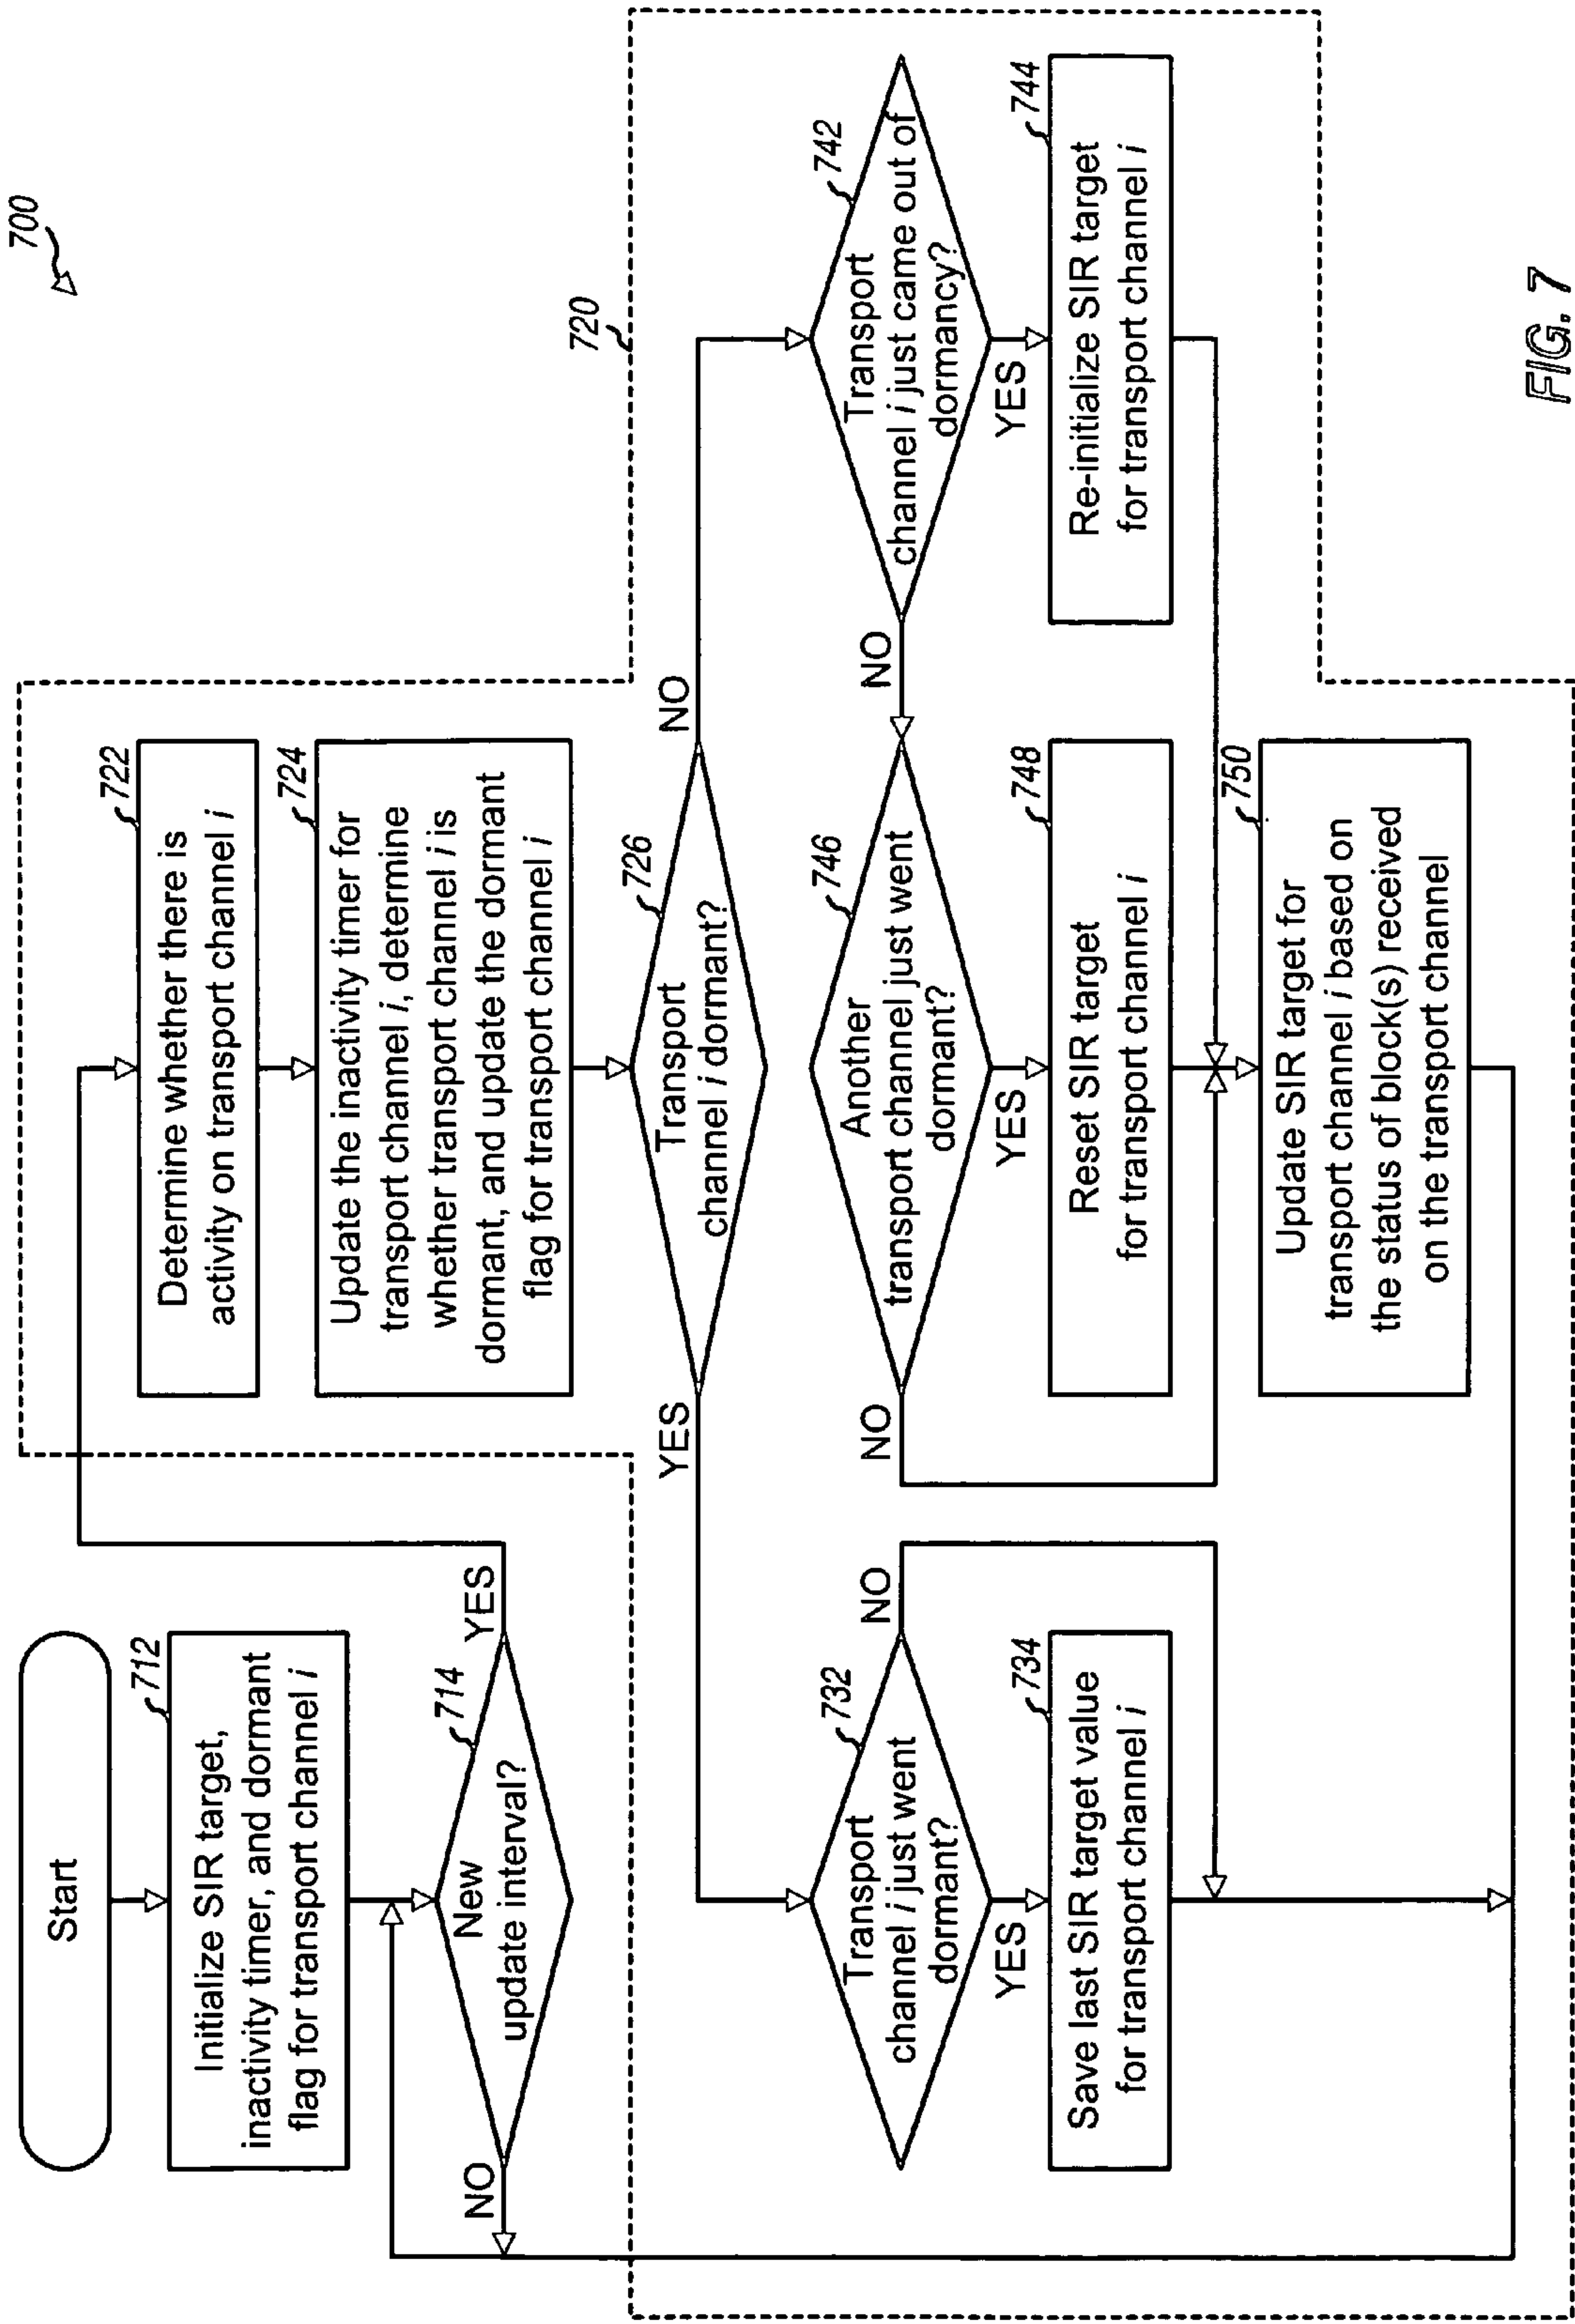 700
Start
712
Initialize SIR target,
inactivity timer, and dormant
flag for transport channel i
714
New
update interval?
NO
YES
720
722
Determine whether there is
activity on transport channel i
724
Update the inactivity timer for
transport channel i, determine
whether transport channel i is
dormant, and update the dormant
flag for transport channel i
726
Transport
channel i dormant?
YES
NO
732
Transport
channel i just went
dormant?
NO
YES
734
Save last SIR target value
for transport channel i
742
Transport
channel i just came out of
dormancy?
NO
YES
744
Re-initialize SIR target
for transport channel i
746
Another
transport channel just went
dormant?
NO
YES
748
Reset SIR target
for transport channel i
750
Update SIR target for
transport channel i based on
the status of block(s) received
on the transport channel
FIG. 7